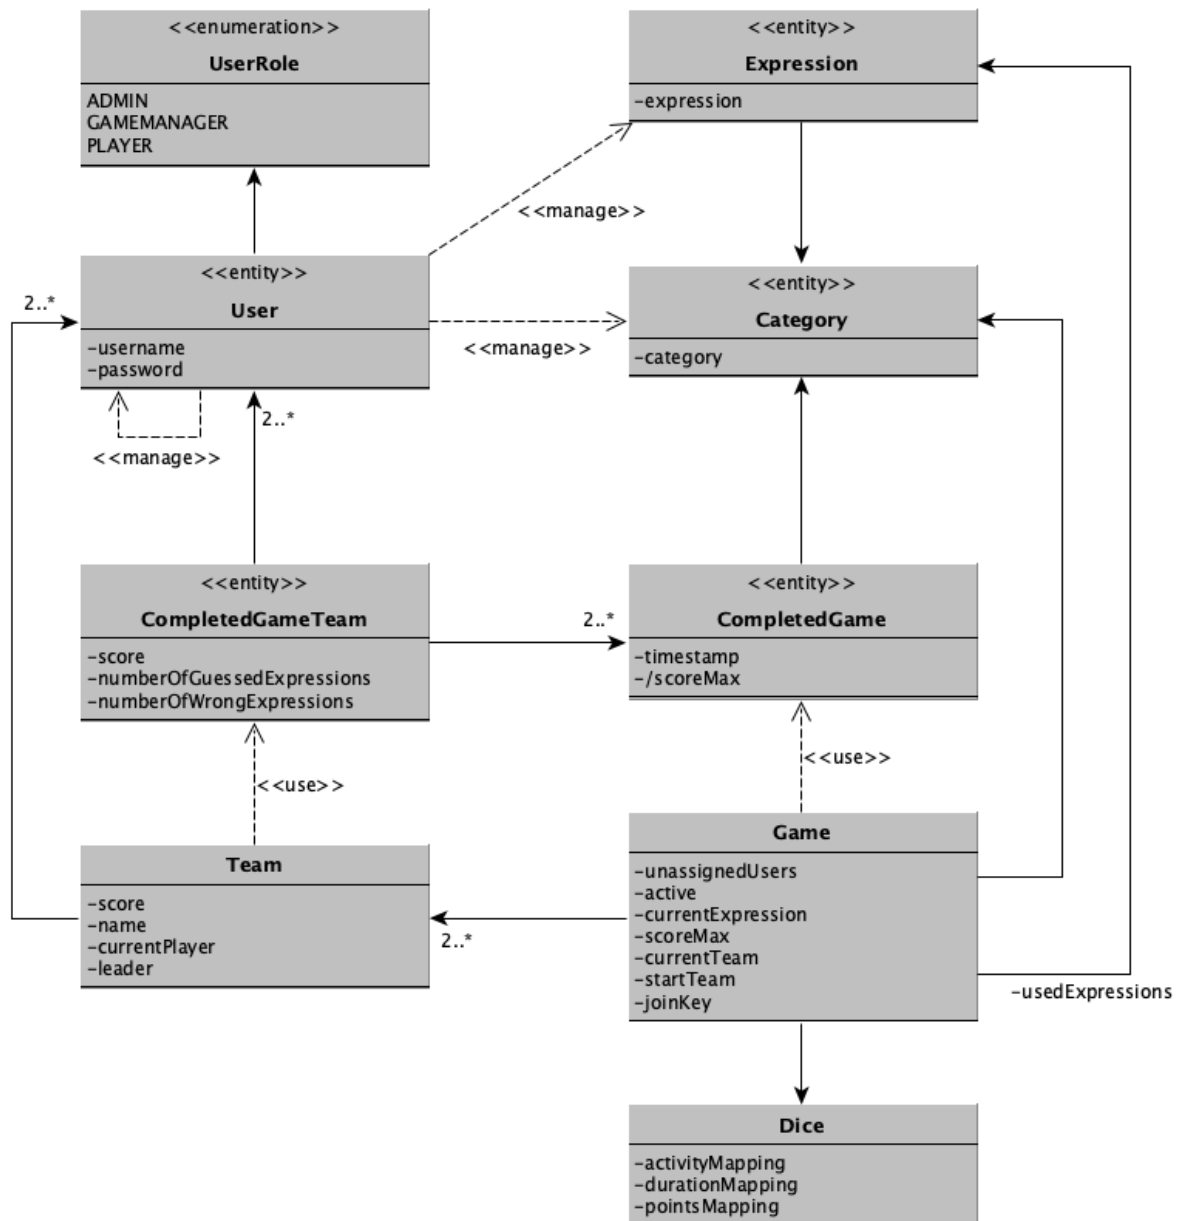 <<enumeration>>
UserRole
ADMIN
GAMEMANAGER
PLAYER
<<entity>>
Expression
-expression
<<manage>>
<<entity>>
User
-username
-password
2..*
<<manage>>
<<manage>>
2..*
<<entity>>
Category
-category
<<entity>>
CompletedGameTeam
-score
-numberOfGuessedExpressions
-numberOfWrongExpressions
2..*
<<entity>>
CompletedGame
-timestamp
-/scoreMax
<<use>>
<<use>>
Team
-score
-name
-currentPlayer
-leader
2..*
Game
-unassignedUsers
-active
-currentExpression
-scoreMax
-currentTeam
-startTeam
-joinKey
-usedExpressions
Dice
-activityMapping
-durationMapping
-pointsMapping